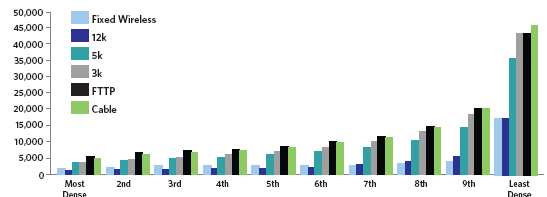 50,000
45,000
40,000
35,000
30,000
25,000
20,000
15,000
10,000
5,000
0
Fixed Wireless
12k
5k
3k
FTTP
Cable
Most Dense
2nd
3rd
4th
5th
6th
7th
8th
9th
Least Dense